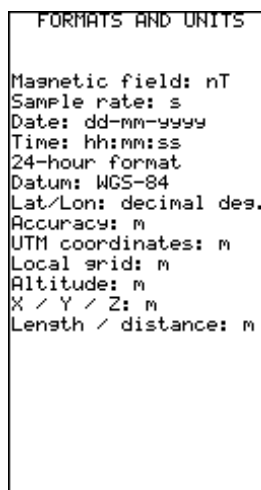 FORMATS AND UNITS
Magnetic field: nT
Sample rate: s
Date: dd-mm-yyyy
Time: hh:mm:ss
24-hour format
Datum: WGS-84
Lat/Lon: decimal deg.
Accuracy: m
UTM coordinates: m
Local grid: m
Altitude: m
X / Y / Z: m
Length / distance: m